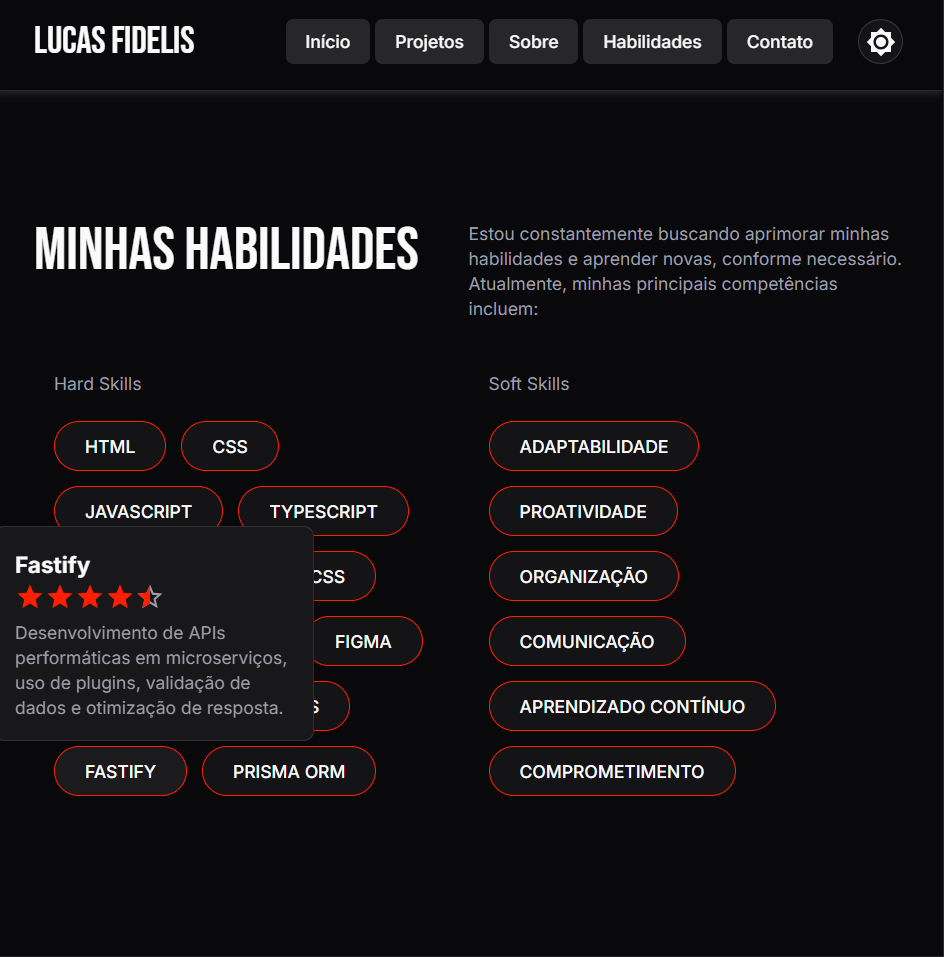 LUCAS FIDELIS
Início
Projetos
Sobre
Habilidades
Contato
MINHAS HABILIDADES
Estou constantemente buscando aprimorar minhas
habilidades e aprender novas, conforme necessário.
Atualmente, minhas principais competências
incluem:
Hard Skills
HTML
CSS
JAVASCRIPT
TYPESCRIPT
CSS
FIGMA
S
Fastify
Desenvolvimento de APIs
performáticas em microserviços,
uso de plugins, validação de
dados e otimização de resposta.
FASTIFY
PRISMA ORM
Soft Skills
ADAPTABILIDADE
PROATIVIDADE
ORGANIZAÇÃO
COMUNICAÇÃO
APRENDIZADO CONTÍNUO
COMPROMETIMENTO